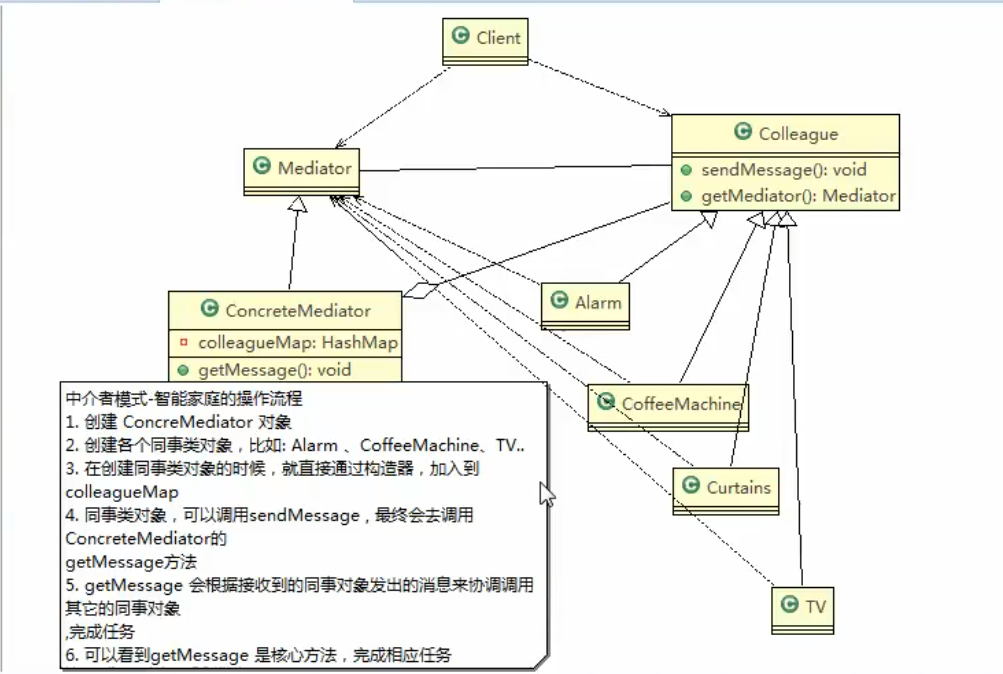 Client
Colleague
sendMessage(): void
getMediator(): Mediator
Mediator
ConcreteMediator
colleagueMap: HashMap
getMessage(): void
Alarm
CoffeeMachine
Curtains
TV
中介者模式-智能家庭的操作流程
1. 创建 ConcreMediator 对象
2. 创建各个同事类对象，比如: Alarm 、CoffeeMachine、TV..
3. 在创建同事类对象的时候，就直接通过构造器，加入到
colleagueMap
4. 同事类对象，可以调用sendMessage，最终会去调用
ConcreteMediator的
getMessage方法
5. getMessage 会根据接收到的同事对象发出的消息来协调调用
其它的同事对象
,完成任务
6. 可以看到getMessage 是核心方法，完成相应任务